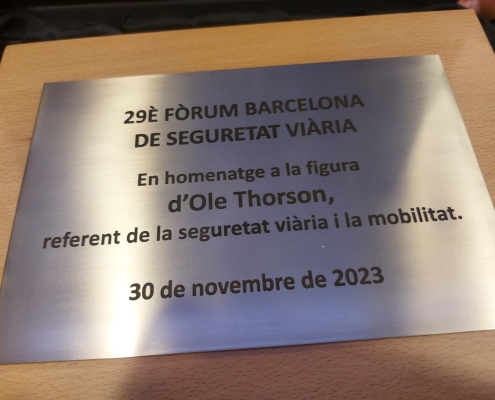 29È FÒRUM BARCELONA
DE SEGURETAT VIÀRIA
En homenatge a la figura
d'Ole Thorson,
referent de la seguretat viària i la mobilitat.
30 de novembre de 2023